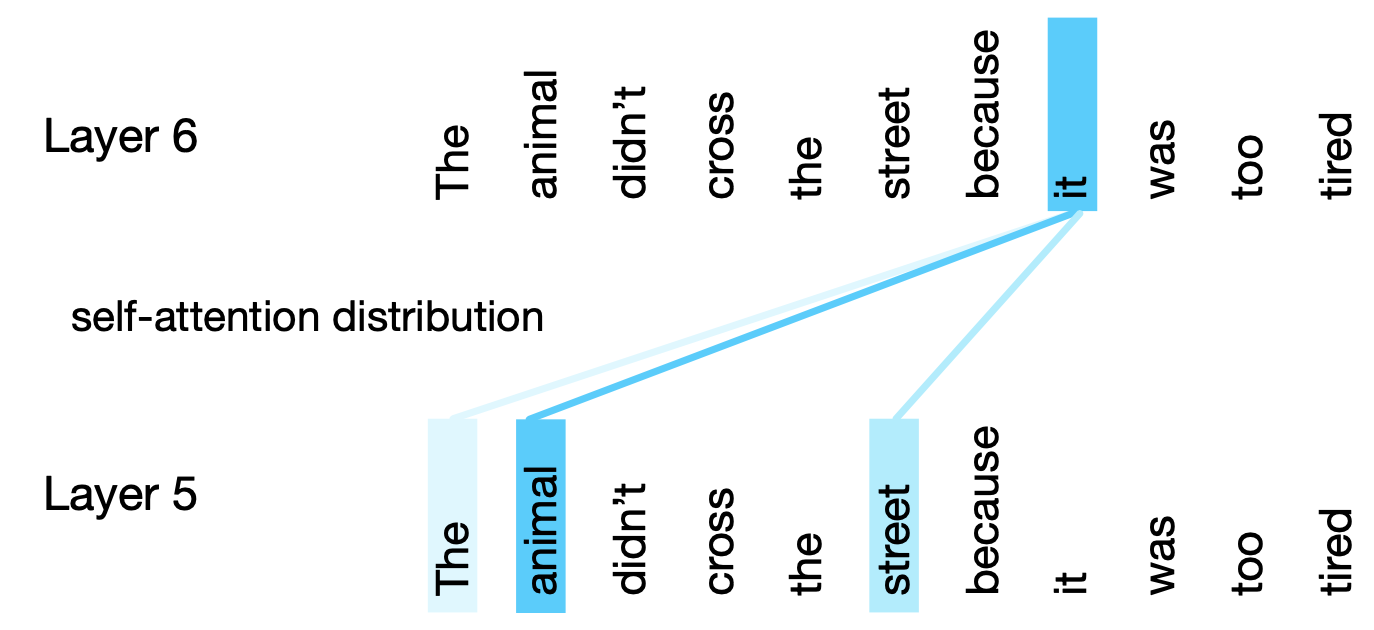 Layer 6 The animal didn't cross the street because it was too tired
self-attention distribution
Layer 5 The animal didn't cross the street because it was too tired